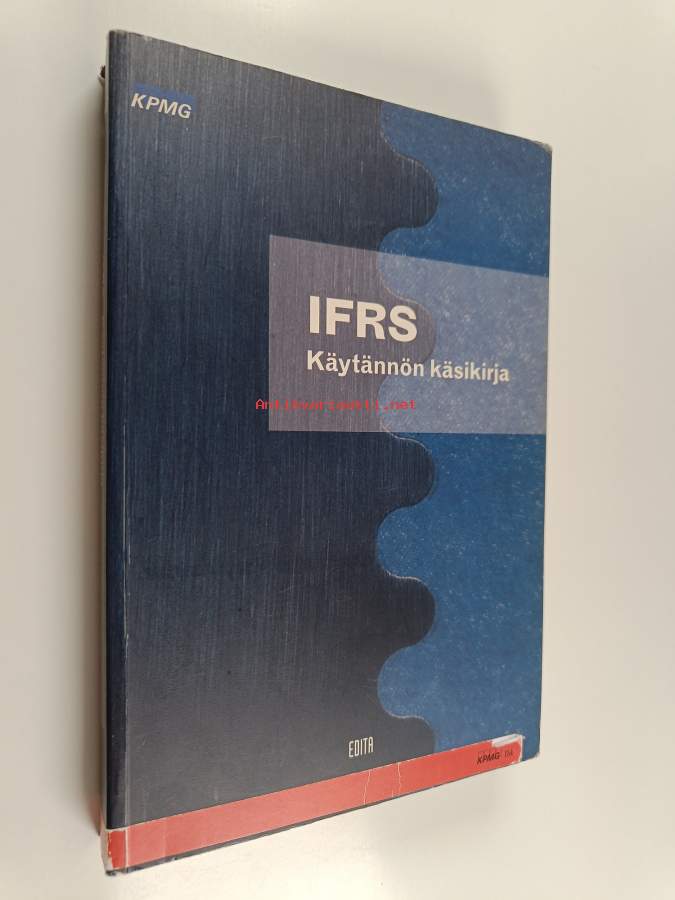 KPMG
IFRS
Käytännön käsikirja
Antikvariaatti.net
EDITA
KPMG